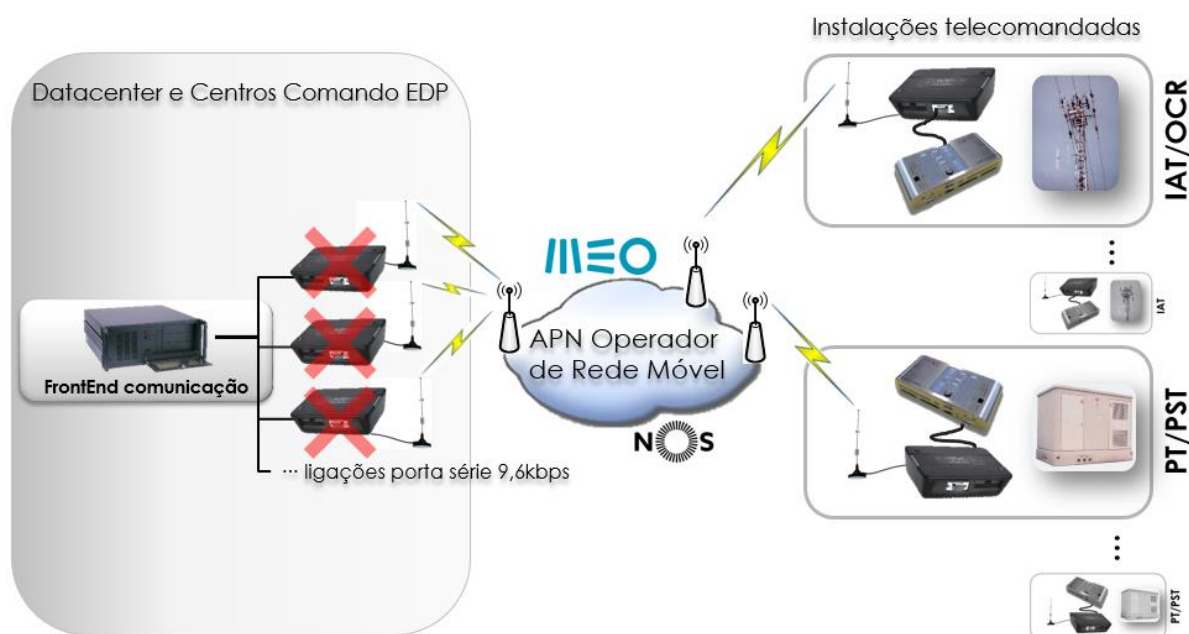 Instalações telecomandadas
Datacenter e Centros Comando EDP
IAT/OCR
MEO
...
IAT
APN Operador
de Rede Móvel
FrontEnd comunicação
NOS
PT/PST
... ligações porta série 9,6kbps
...
PT/PST